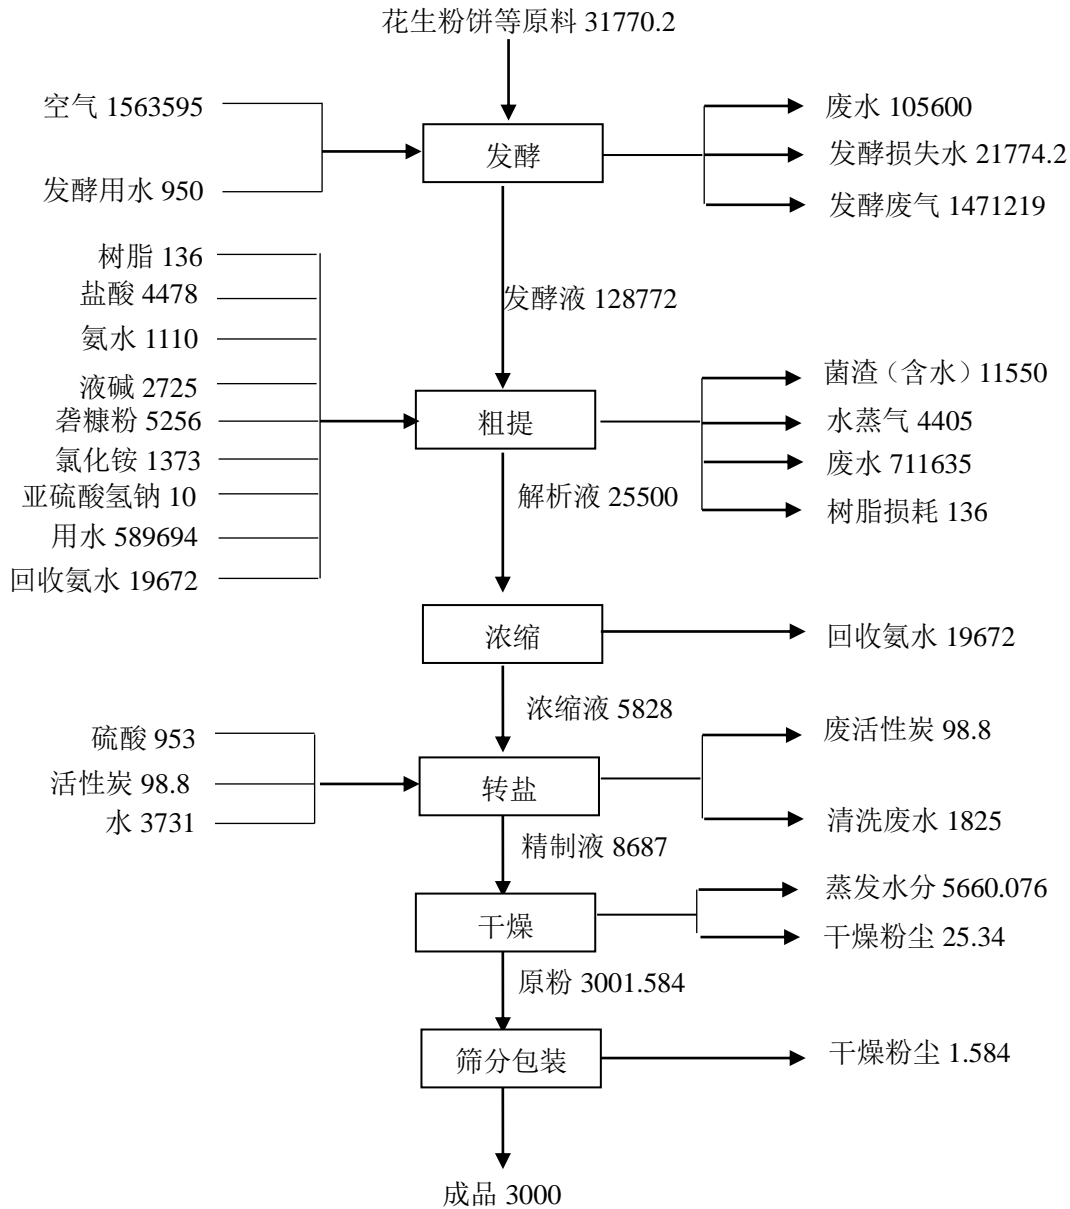 花生粉饼等原料 31770.2
空气 1563595
发酵用水 950
发酵
废水 105600
发酵损失水 21774.2
发酵废气 1471219
发酵液 128772
树脂 136
盐酸 4478
氨水 1110
液碱 2725
砻糠粉 5256
氯化铵 1373
亚硫酸氢钠 10
用水 589694
回收氨水 19672
粗提
菌渣（含水）11550
水蒸气 4405
废水 711635
树脂损耗 136
解析液 25500
浓缩
回收氨水 19672
浓缩液 5828
硫酸 953
活性炭 98.8
水 3731
转盐
废活性炭 98.8
清洗废水 1825
精制液 8687
干燥
蒸发水分 5660.076
干燥粉尘 25.34
原粉 3001.584
筛分包装
干燥粉尘 1.584
成品 3000